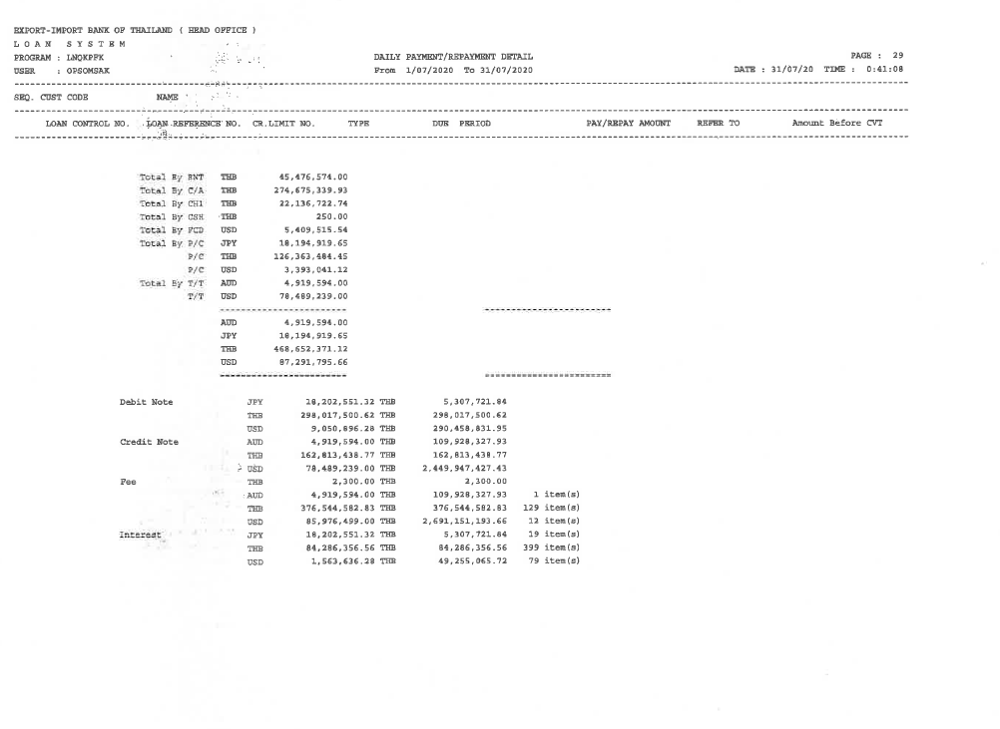 EXPORT-IMPORT BANK OF THAILAND ( HEAD OFFICE )
L O A N   S Y S T E M
PROGRAM : LNQKPFK   DAILY PAYMENT/REPAYMENT DETAIL   PAGE : 29
USER : OPSOMSAK   From 1/07/2020 To 31/07/2020   DATE : 31/07/20 TIME : 0:41:08
SEQ. CUST CODE   NAME
LOAN CONTROL NO.   LOAN REFERENCE NO.   CR.LIMIT NO.   TYPE   DUE PERIOD   PAY/REPAY AMOUNT   REFER TO   Amount Before CVT
Total By BNT   THB   45,476,574.00
Total By C/A   THB   274,675,339.93
Total By CH1   THB   22,136,722.74
Total By CSH   THB   250.00
Total By FCD   USD   5,409,515.54
Total By P/C   JPY   18,194,919.65
P/C   THB   126,363,484.45
P/C   USD   3,393,041.12
Total By T/T   AUD   4,919,594.00
T/T   USD   78,489,239.00
AUD   4,919,594.00
JPY   18,194,919.65
THB   468,652,371.12
USD   87,291,795.66
Debit Note   JPY   18,202,551.32 THB   5,307,721.84
THB   298,017,500.62 THB   298,017,500.62
USD   9,050,896.28 THB   290,458,831.95
Credit Note   AUD   4,919,594.00 THB   109,928,327.93
THB   162,813,438.77 THB   162,813,438.77
USD   78,489,239.00 THB   2,449,947,427.43
Fee   THB   2,300.00 THB   2,300.00
AUD   4,919,594.00 THB   109,928,327.93   1 item(s)
THB   376,544,582.83 THB   376,544,582.83   129 item(s)
USD   85,976,499.00 THB   2,691,151,193.66   12 item(s)
Interest   JPY   18,202,551.32 THB   5,307,721.84   19 item(s)
THB   84,286,356.56 THB   84,286,356.56   399 item(s)
USD   1,563,636.28 THB   49,255,065.72   79 item(s)